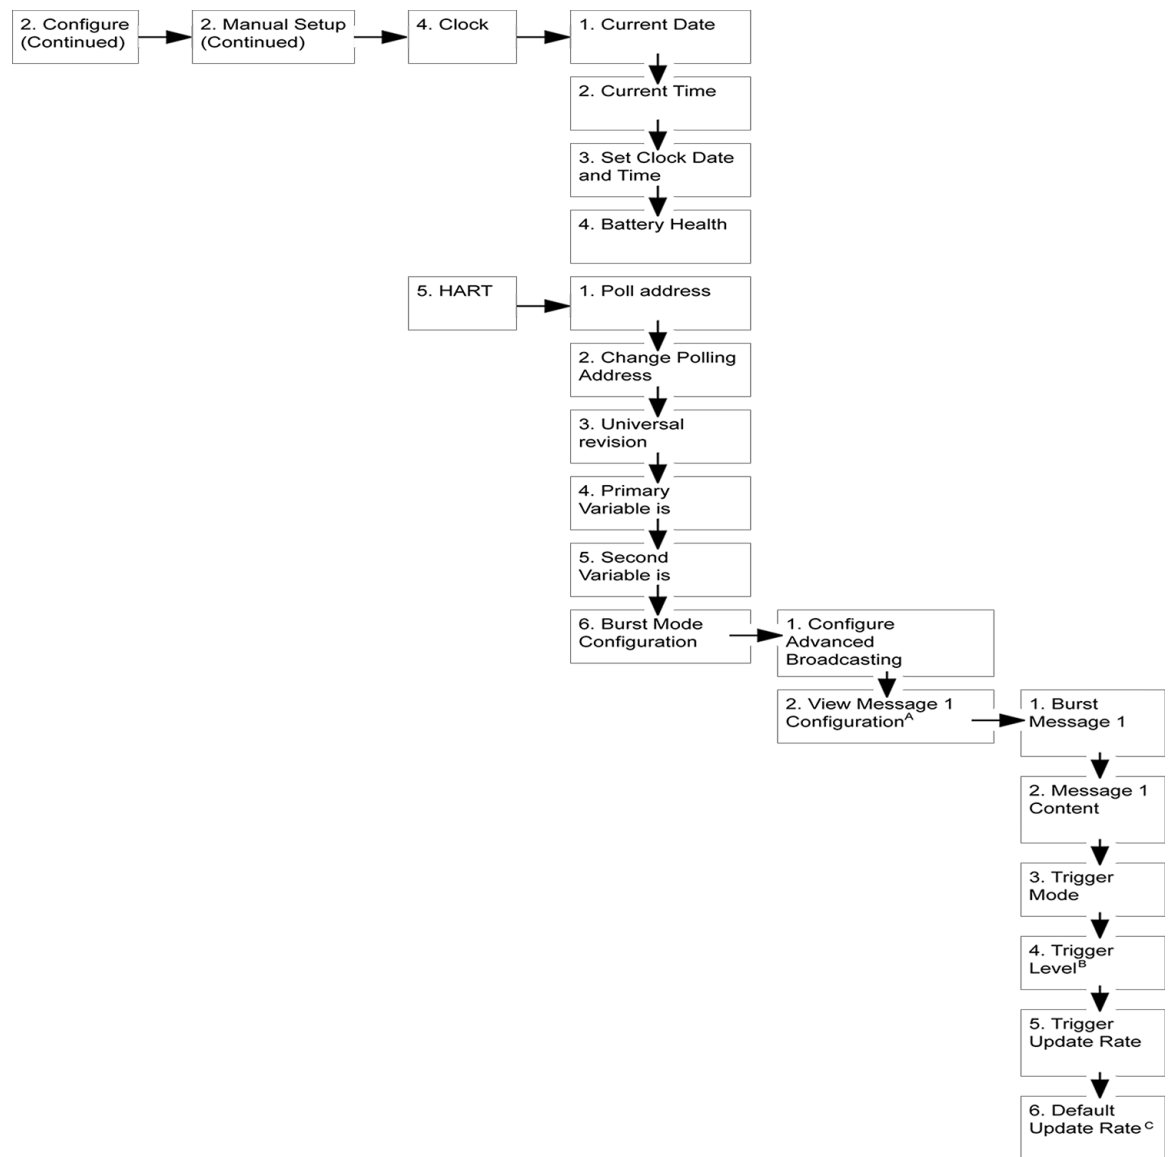 2. Configure
(Continued)
2. Manual Setup
(Continued)
4. Clock
1. Current Date
2. Current Time
3. Set Clock Date
and Time
4. Battery Health
5. HART
1. Poll address
2. Change Polling
Address
3. Universal
revision
4. Primary
Variable is
5. Second
Variable is
6. Burst Mode
Configuration
1. Configure
Advanced
Broadcasting
2. View Message 1
Configuration^A
1. Burst
Message 1
2. Message 1
Content
3. Trigger
Mode
4. Trigger
Level^B
5. Trigger
Update Rate
6. Default
Update Rate^C